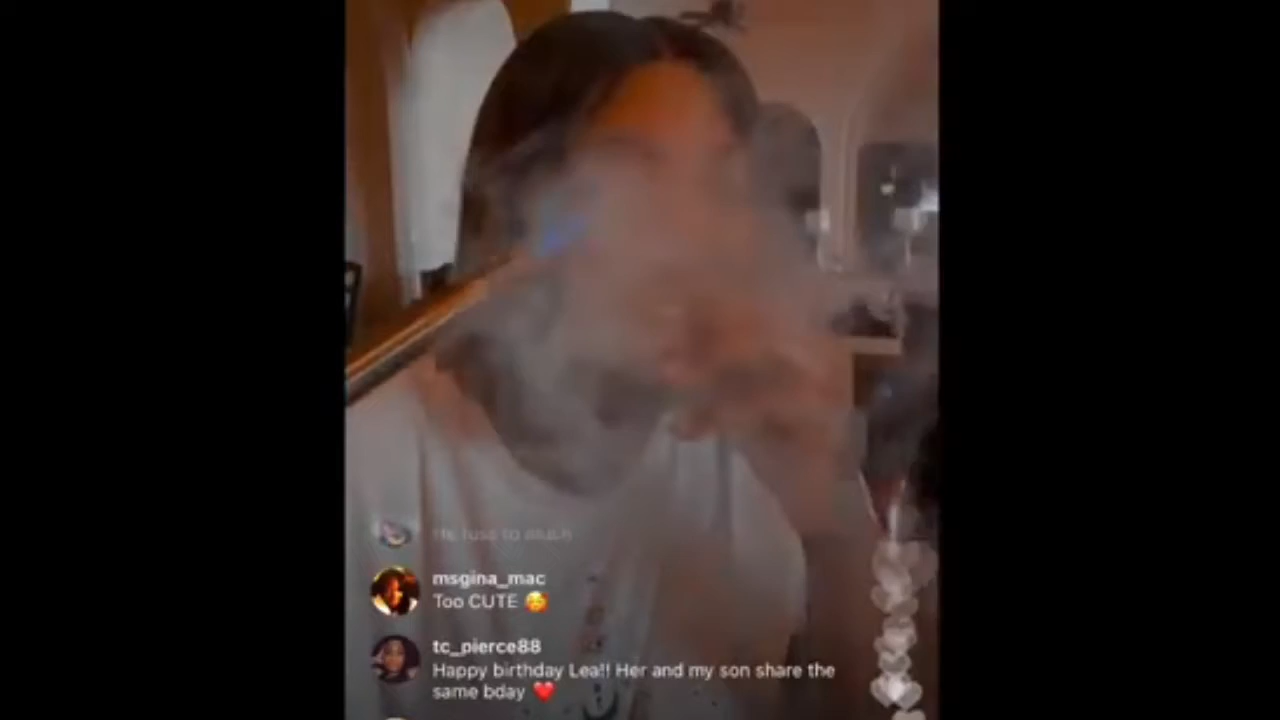 msgina_mac
Too CUTE 🥰
tc_pierce88
Happy birthday Lea!! Her and my son share the
same bday ❤️